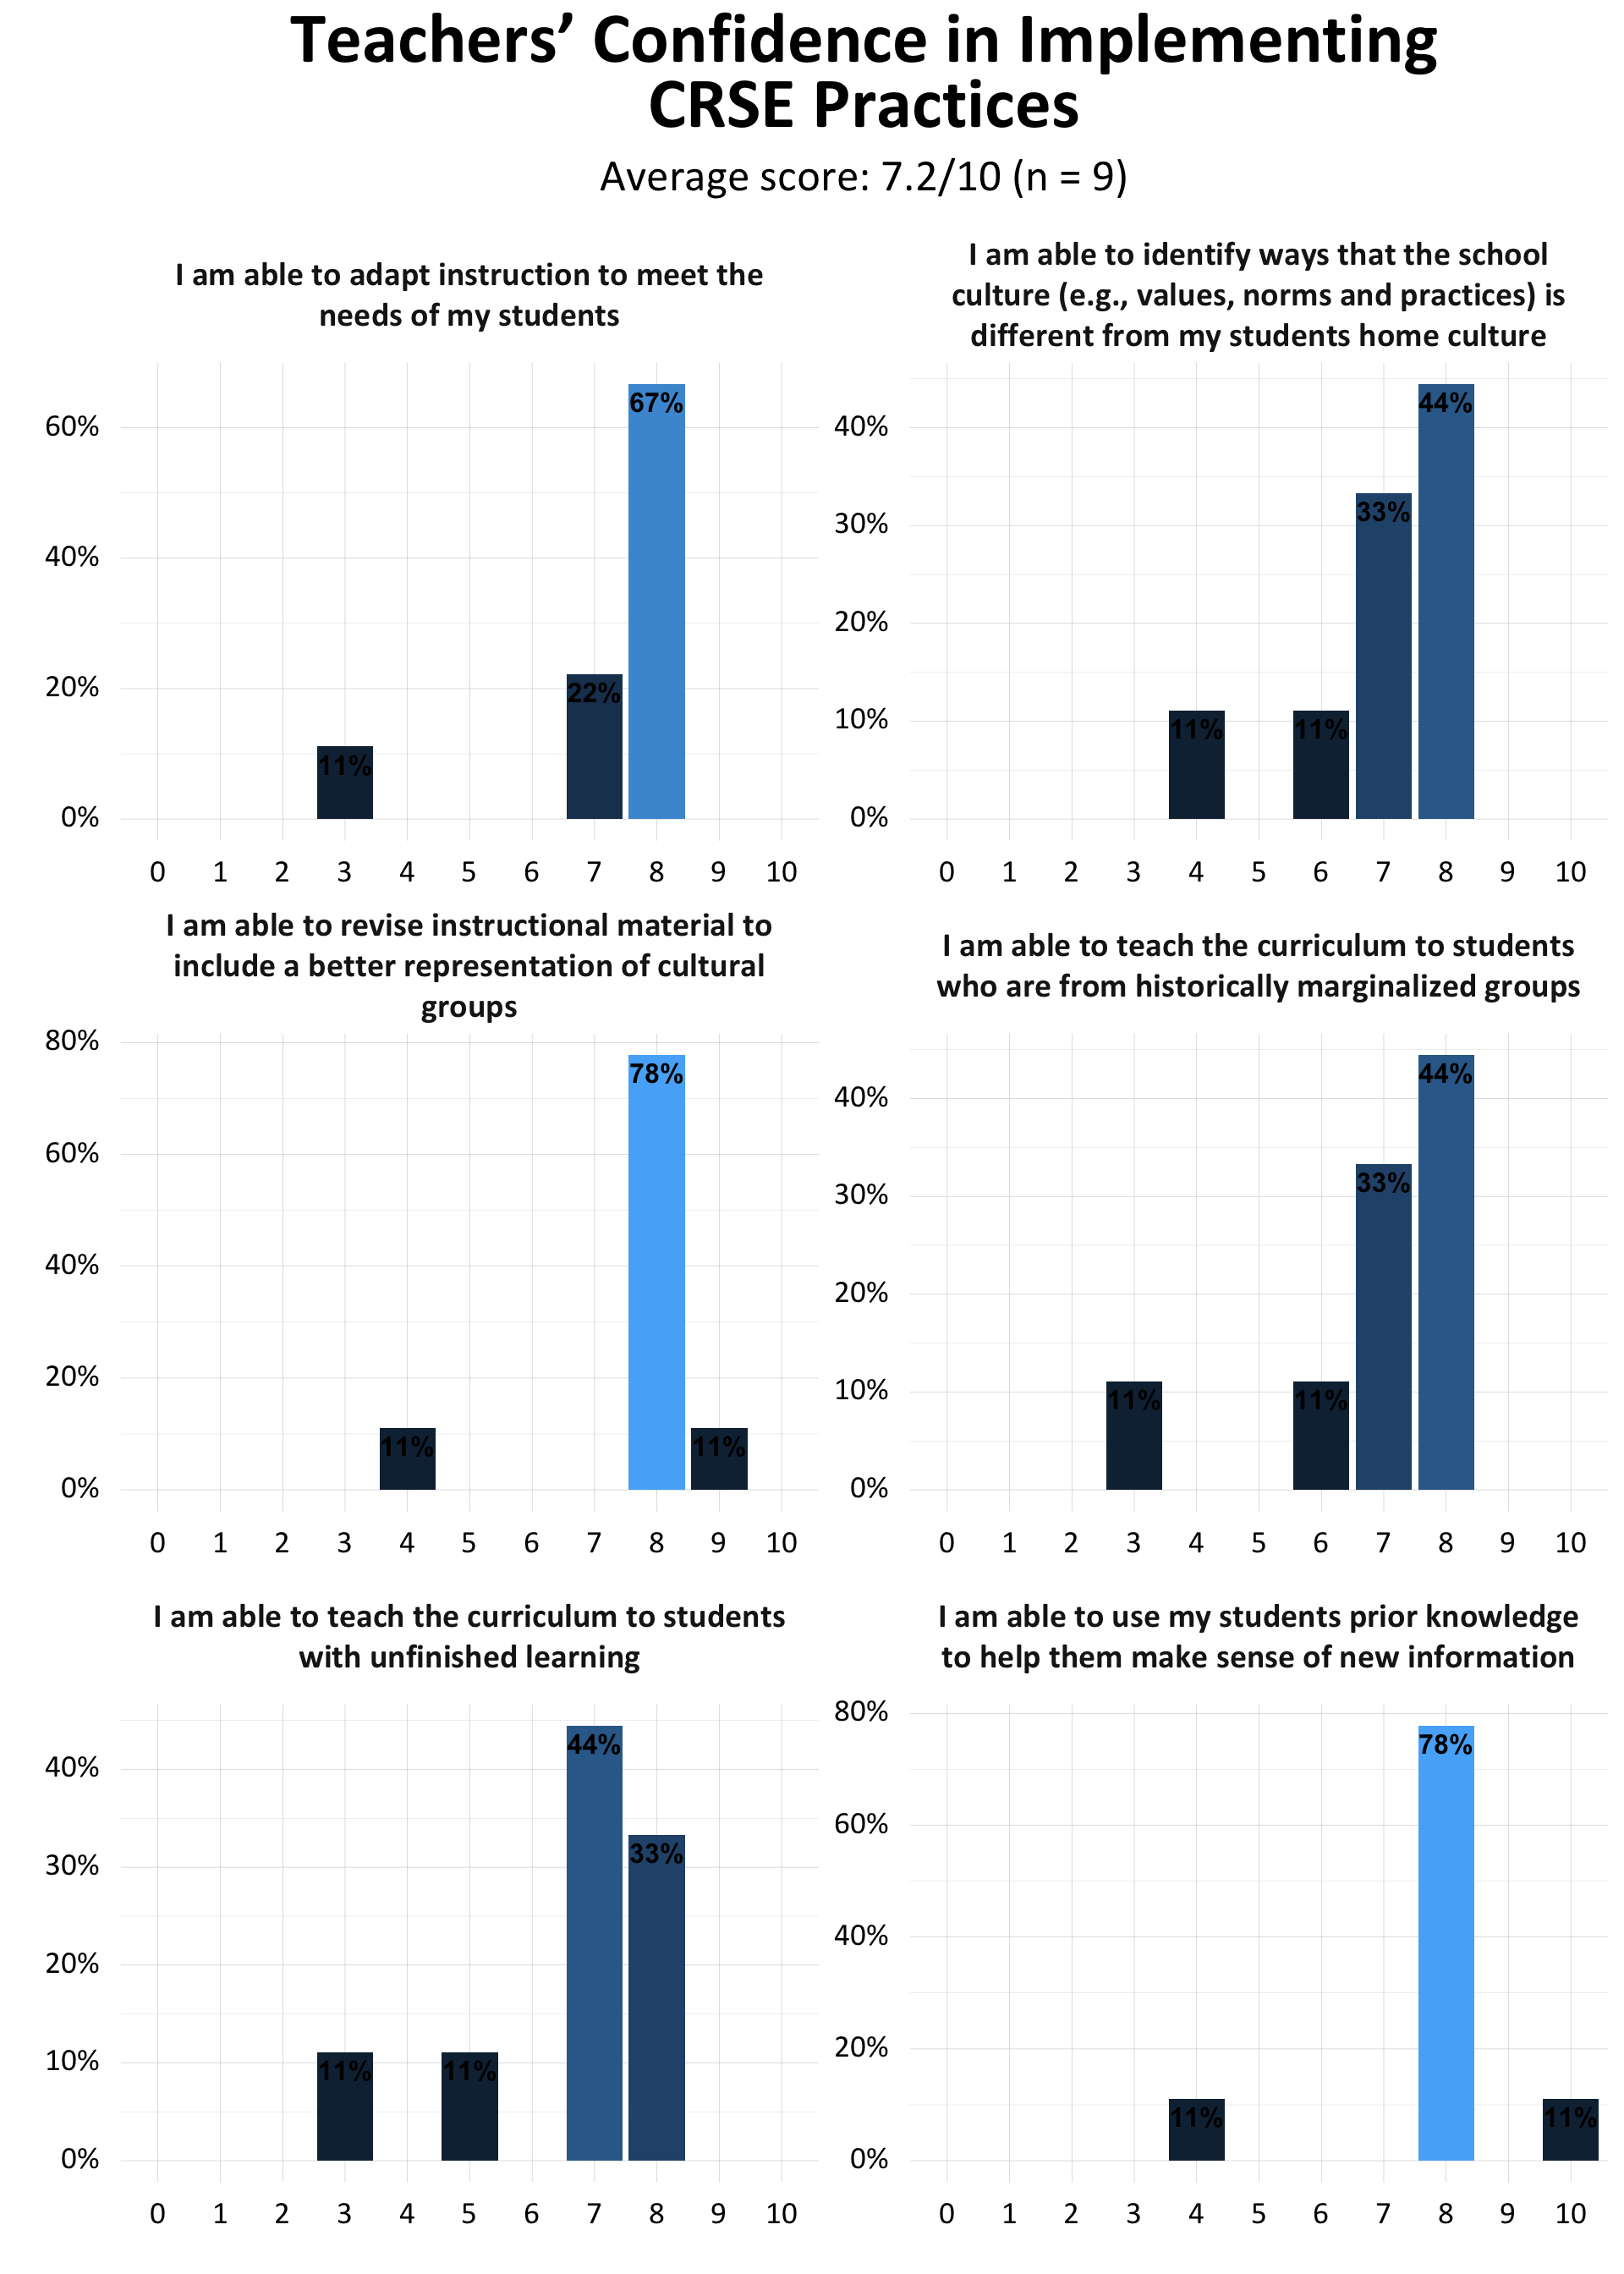 Teachers’ Confidence in Implementing
CRSE Practices
Average score: 7.2/10 (n = 9)
I am able to adapt instruction to meet the
needs of my students
60%
40%
20%
0%
11%
22%
67%
0 1 2 3 4 5 6 7 8 9 10
I am able to identify ways that the school
culture (e.g., values, norms and practices) is
different from my students home culture
40%
30%
20%
10%
0%
11%
11%
33%
44%
0 1 2 3 4 5 6 7 8 9 10
I am able to revise instructional material to
include a better representation of cultural
groups
80%
60%
40%
20%
0%
11%
78%
11%
0 1 2 3 4 5 6 7 8 9 10
I am able to teach the curriculum to students
who are from historically marginalized groups
40%
30%
20%
10%
0%
11%
11%
33%
44%
0 1 2 3 4 5 6 7 8 9 10
I am able to teach the curriculum to students
with unfinished learning
40%
30%
20%
10%
0%
11%
11%
44%
33%
0 1 2 3 4 5 6 7 8 9 10
I am able to use my students prior knowledge
to help them make sense of new information
80%
60%
40%
20%
0%
11%
78%
11%
0 1 2 3 4 5 6 7 8 9 10